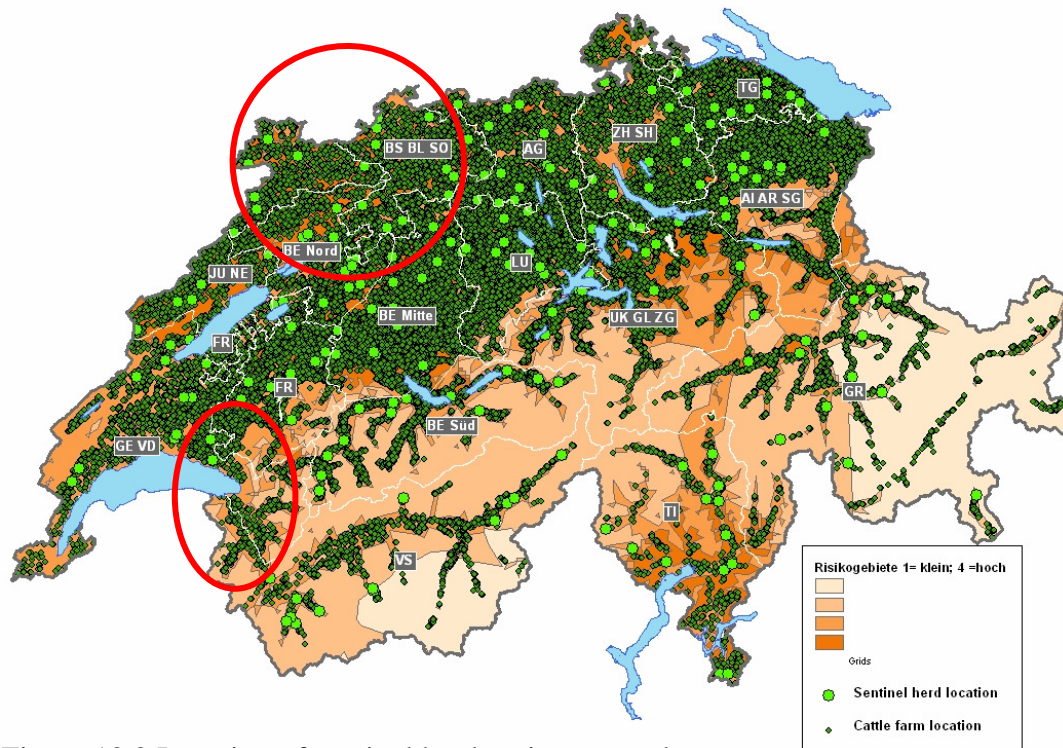 TG
ZH SH
BS BL SO
AG
AI AR SG
BE Nord
JU NE
LU
BE Mitte
UK GL ZG
FR
FR
GR
BE Süd
GE VD
TI
VS
Risikogebiete 1= klein; 4 =hoch
Grids
Sentinel herd location
Cattle farm location